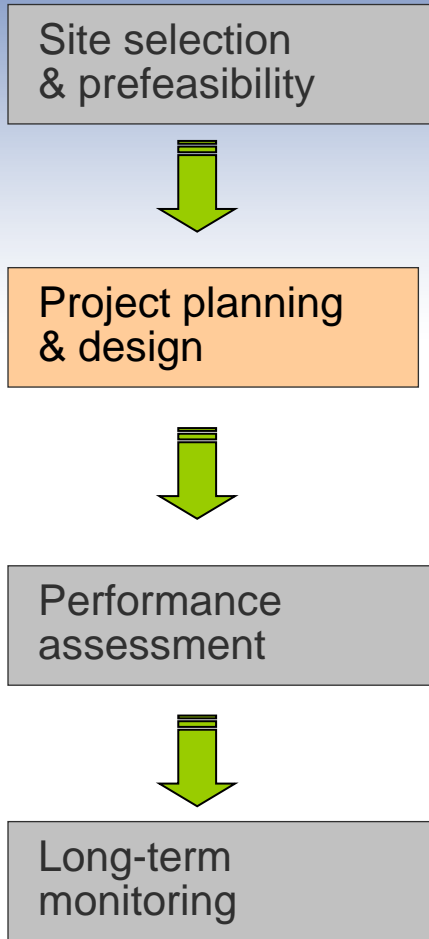 Site selection
& prefeasibility
Project planning
& design
Performance
assessment
Long-term
monitoring